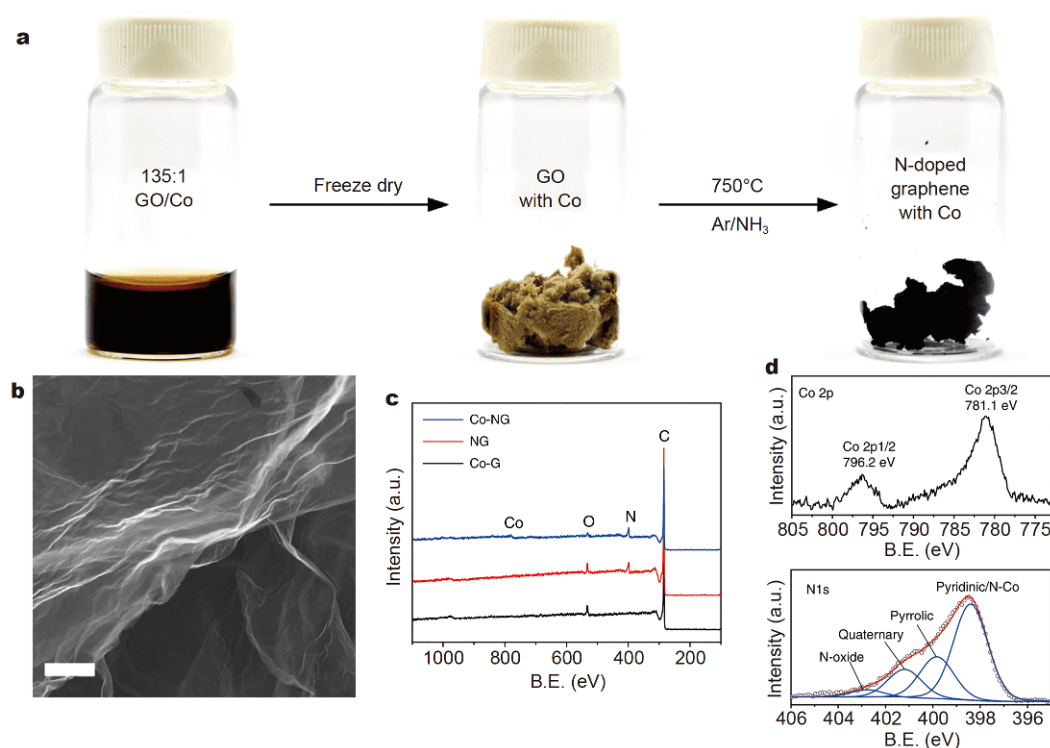 a
135:1
GO/Co
Freeze dry
GO
with Co
750°C
Ar/NH₃
N-doped
graphene
with Co
b
c
Intensity (a.u.)
Co-NG
NG
Co-G
Co
O
N
C
1000
800
600
400
200
B.E. (eV)
d
Intensity (a.u.)
Co 2p
Co 2p1/2
796.2 eV
Co 2p3/2
781.1 eV
805 800 795 790 785 780 775
B.E. (eV)
Intensity (a.u.)
N1s
N-oxide
Quaternary
Pyrrolic
Pyridinic/N-Co
406 404 402 400 398 396
B.E. (eV)